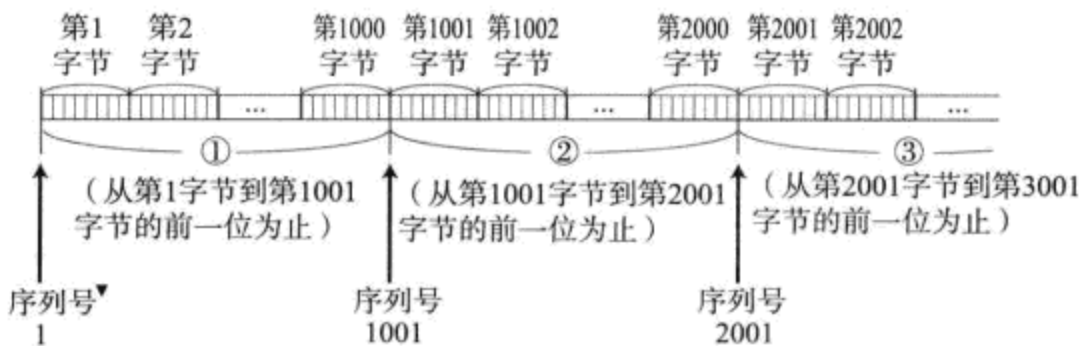 第1 第2 第1000 第1001 第1002 第2000 第2001 第2002
字节 字节 字节 字节 字节 字节 字节 字节
... ... ...
① ② ③
（从第1字节到第1001
字节的前一位为止）
（从第1001字节到第2001
字节的前一位为止）
（从第2001字节到第3001
字节的前一位为止）
序列号▼ 序列号 序列号
1 1001 2001